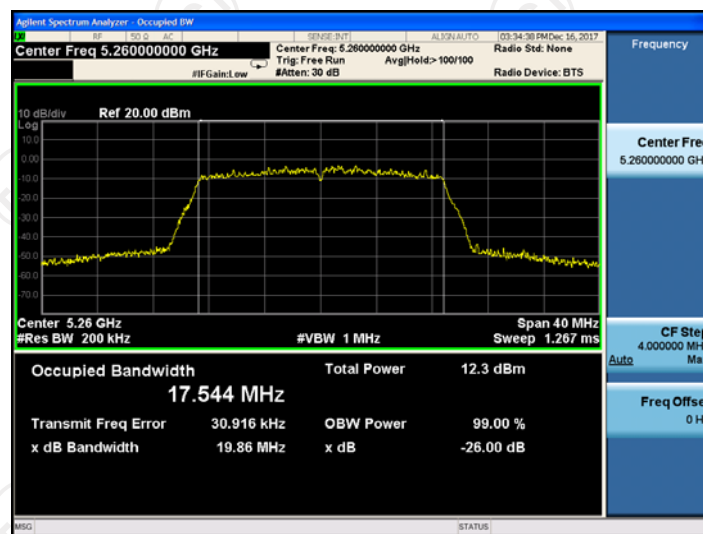 Agilent Spectrum Analyzer - Occupied BW
RF 50 Ω AC SENSE:INT ALIGN AUTO 03:34:38 PM Dec 16, 2017
Center Freq 5.260000000 GHz Center Freq: 5.260000000 GHz Radio Std: None Frequency
Trig: Free Run Avg|Hold:>100/100
#IFGain:Low #Atten: 30 dB Radio Device: BTS
10 dB/div Ref 20.00 dBm
Log
10.0
0.00
-10.0
-20.0
-30.0
-40.0
-50.0
-60.0
-70.0
Center Fre
5.260000000 GH
Center 5.26 GHz Span 40 MHz
#Res BW 200 kHz #VBW 1 MHz Sweep 1.267 ms
CF Step
4.000000 MH
Auto Ma
Occupied Bandwidth Total Power 12.3 dBm
17.544 MHz
Transmit Freq Error 30.916 kHz OBW Power 99.00 %
x dB Bandwidth 19.86 MHz x dB -26.00 dB
Freq Offse
0 H
MSG STATUS